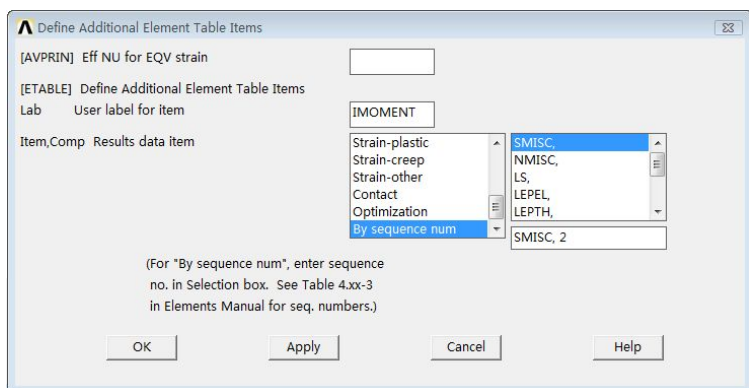 Define Additional Element Table Items
[AVPRIN] Eff NU for EQV strain
[ETABLE] Define Additional Element Table Items
Lab User label for item
IMOMENT
Item,Comp Results data item
Strain-plastic
Strain-creep
Strain-other
Contact
Optimization
By sequence num
SMISC,
NMISC,
LS,
LEPEL,
LEPTH,
SMISC, 2
(For "By sequence num", enter sequence
no. in Selection box. See Table 4.xx-3
in Elements Manual for seq. numbers.)
OK Apply Cancel Help